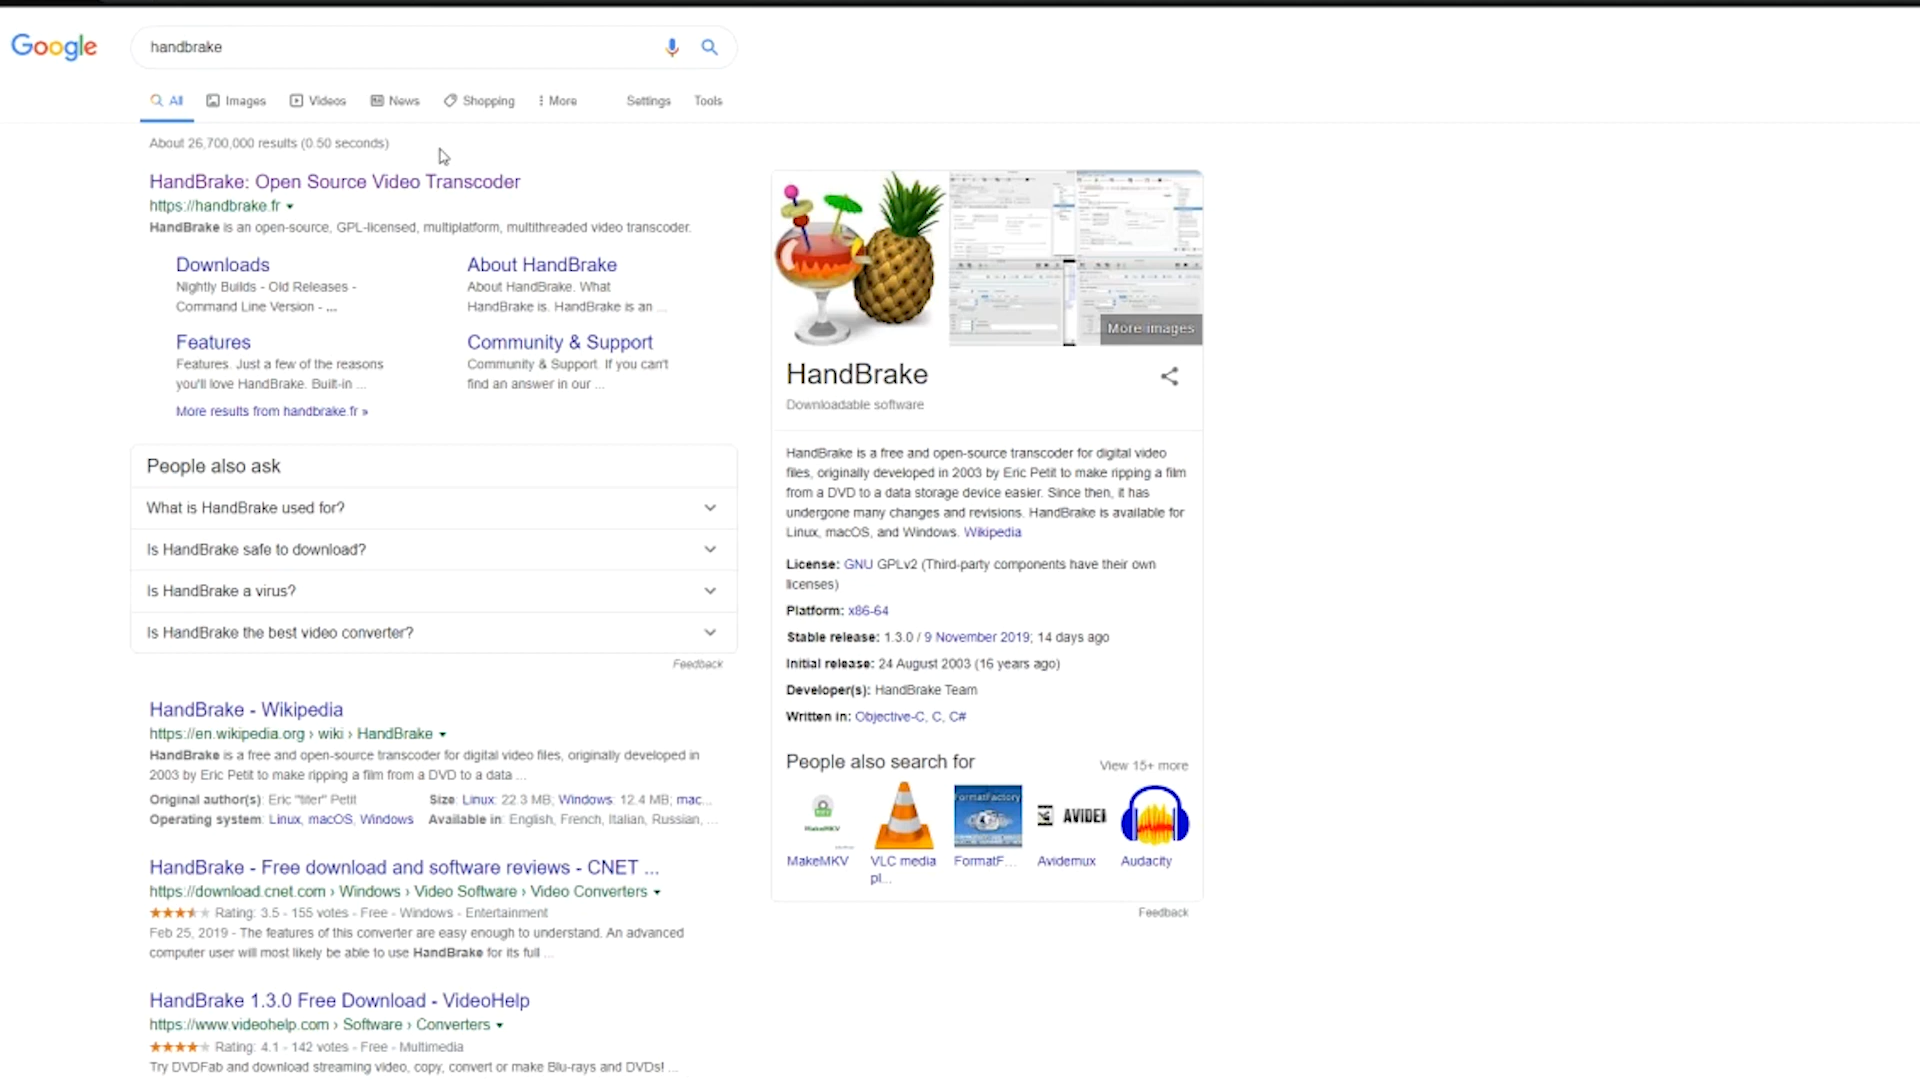 Google
handbrake
All Images Videos News Shopping More Settings Tools
About 26,700,000 results (0.50 seconds)
HandBrake: Open Source Video Transcoder
https://handbrake.fr
HandBrake is an open-source, GPL-licensed, multiplatform, multithreaded video transcoder.
Downloads
Nightly Builds - Old Releases -
Command Line Version - ...
About HandBrake
About HandBrake. What
HandBrake is. HandBrake is an ...
Features
Features. Just a few of the reasons
you'll love HandBrake. Built-in ...
Community & Support
Community & Support. If you can't
find an answer in our ...
More results from handbrake.fr »
People also ask
What is HandBrake used for?
Is HandBrake safe to download?
Is HandBrake a virus?
Is HandBrake the best video converter?
Feedback
HandBrake - Wikipedia
https://en.wikipedia.org › wiki › HandBrake
HandBrake is a free and open-source transcoder for digital video files, originally developed in
2003 by Eric Petit to make ripping a film from a DVD to a data ...
Original author(s): Eric "titer" Petit Size: Linux: 22.3 MB; Windows: 12.4 MB; mac...
Operating system: Linux, macOS, Windows Available in: English, French, Italian, Russian, ...
HandBrake - Free download and software reviews - CNET ...
https://download.cnet.com › Windows › Video Software › Video Converters
Rating: 3.5 - 155 votes - Free - Windows - Entertainment
Feb 25, 2019 - The features of this converter are easy enough to understand. An advanced
computer user will most likely be able to use HandBrake for its full ...
HandBrake 1.3.0 Free Download - VideoHelp
https://www.videohelp.com › Software › Converters
Rating: 4.1 - 142 votes - Free - Multimedia
Try DVDFab and download streaming video, copy, convert or make Blu-rays and DVDs! ...
More images
HandBrake
Downloadable software
HandBrake is a free and open-source transcoder for digital video
files, originally developed in 2003 by Eric Petit to make ripping a film
from a DVD to a data storage device easier. Since then, it has
undergone many changes and revisions. HandBrake is available for
Linux, macOS, and Windows. Wikipedia
License: GNU GPLv2 (Third-party components have their own
licenses)
Platform: x86-64
Stable release: 1.3.0 / 9 November 2019; 14 days ago
Initial release: 24 August 2003 (16 years ago)
Developer(s): HandBrake Team
Written in: Objective-C, C, C#
People also search for
View 15+ more
MakeMKV
FormatFactory
AVIDE
MakeMKV VLC media FormatF... Avidemux Audacity
pl...
Feedback